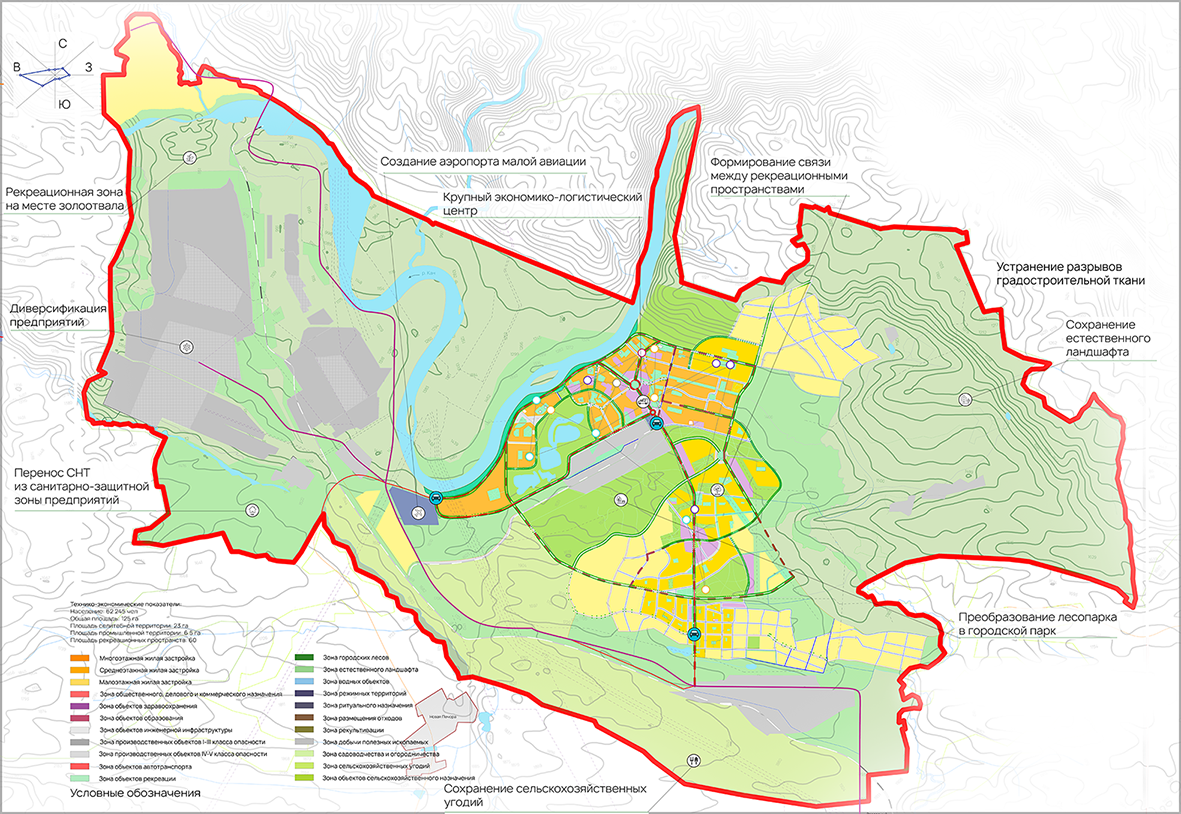 С
В
З
Ю
Создание аэропорта малой авиации
Крупный экономико-логистический
центр
Формирование связи
между рекреационными
пространствами
Рекреационная зона
на месте золоотвала
Устранение разрывов
градостроительной ткани
Диверсификация
предприятий
Сохранение
естественного
ландшафта
Перенос СНТ
из санитарно-защитной
зоны предприятий
Преобразование лесопарка
в городской парк
Технико-экономические показатели:
Население: 62 245 чел
Общая площадь: 125 га
Площадь селитебной территории: 23 га
Площадь промышленной территории: 6.5 га
Площадь рекреационных пространств: 60
Многоэтажная жилая застройка
Среднеэтажная жилая застройка
Малоэтажная жилая застройка
Зона общественного, делового и коммерческого назначения
Зона объектов здравоохранения
Зона объектов образования
Зона объектов инженерной инфраструктуры
Зона производственных объектов I-III класса опасности
Зона производственных объектов IV-V класса опасности
Зона объектов автотранспорта
Зона объектов рекреации
Зона городских лесов
Зона естественного ландшафта
Зона водных объектов
Зона режимных территорий
Зона ритуального назначения
Зона размещения отходов
Зона рекультивации
Зона добычи полезных ископаемых
Зона садоводчества и огородничества
Зона сельскохозяйственных угодий
Зона объектов сельскохозяйственного назначения
Условные обозначения
Сохранение сельскохозяйственных
угодий